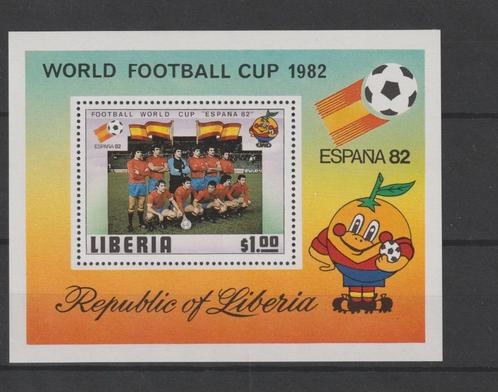 WORLD FOOTBALL CUP 1982
FOOTBALL WORLD CUP "ESPAÑA 82"
ESPAÑA 82
ESPAÑA 82
LIBERIA $1.00
Republic of Liberia